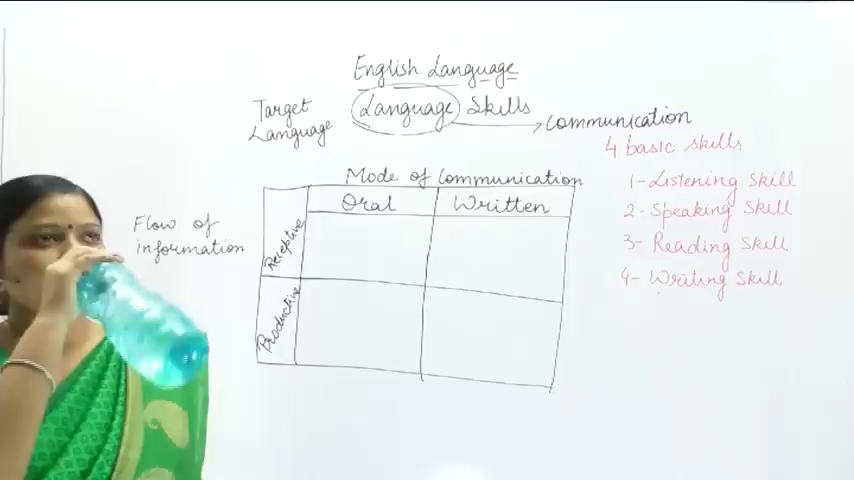 English Language
Target
Language
Language Skills
Communication
4 basic skills
1-Listening Skill
2-Speaking Skill
3-Reading Skill
4-Writing Skill
Mode of Communication
Oral
Written
Flow of
information
Receptive
Productive